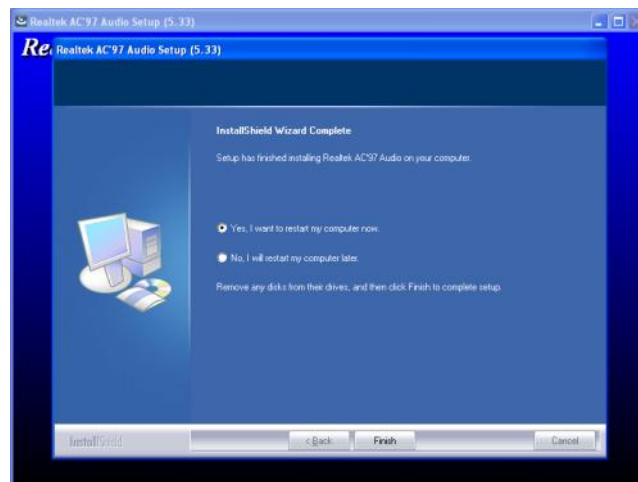 Realtek AC'97 Audio Setup (5.33)
Re
Realtek AC'97 Audio Setup (5.33)
InstallShield Wizard Complete
Setup has finished installing Realtek AC'97 Audio on your computer.
Yes, I want to restart my computer now.
No, I will restart my computer later.
Remove any disks from their drives, and then click Finish to complete setup.
InstallShield
< Back
Finish
Cancel